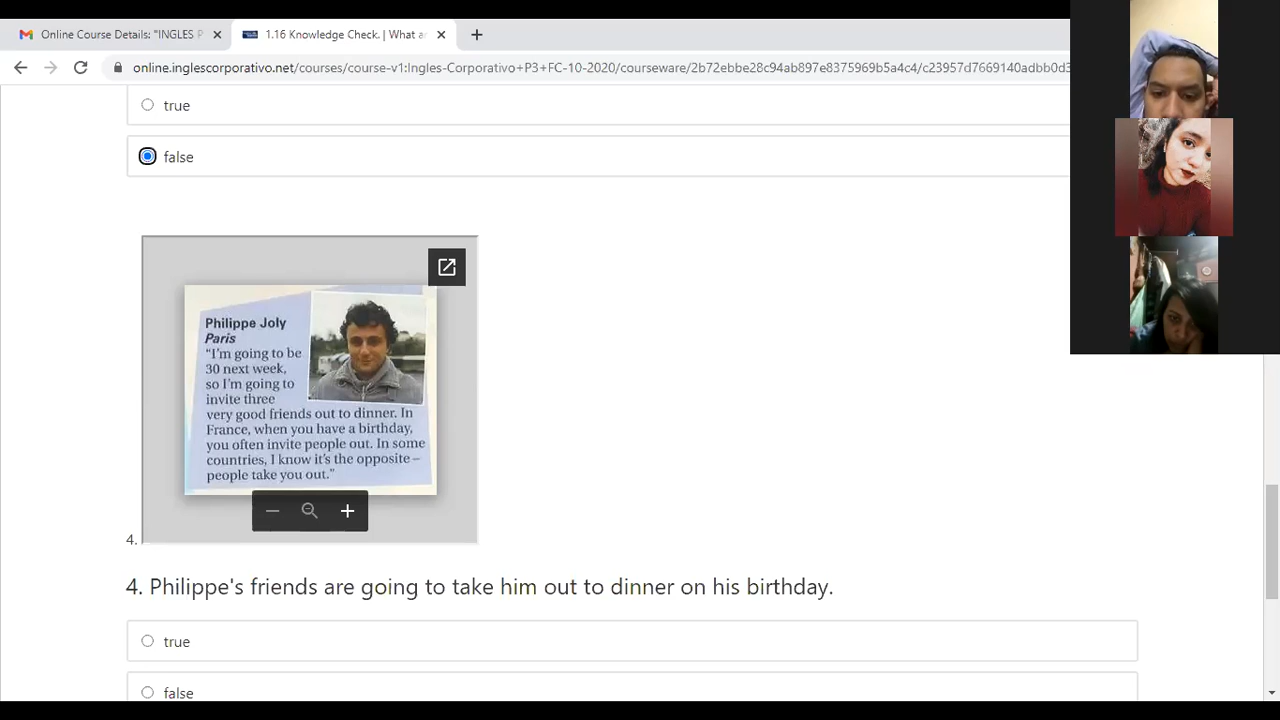 Online Course Details: "INGLES P
1.16 Knowledge Check. | What a
online.inglescorporativo.net/courses/course-v1:Ingles-Corporativo+P3+FC-10-2020/courseware/2b72ebbe28c94ab897e8375969b5a4c4/c23957d7669140adbb0d3
true
false
Philippe Joly
Paris
"I'm going to be
30 next week,
so I'm going to
invite three
very good friends out to dinner. In
France, when you have a birthday,
you often invite people out. In some
countries, I know it's the opposite –
people take you out."
4.
4. Philippe's friends are going to take him out to dinner on his birthday.
true
false